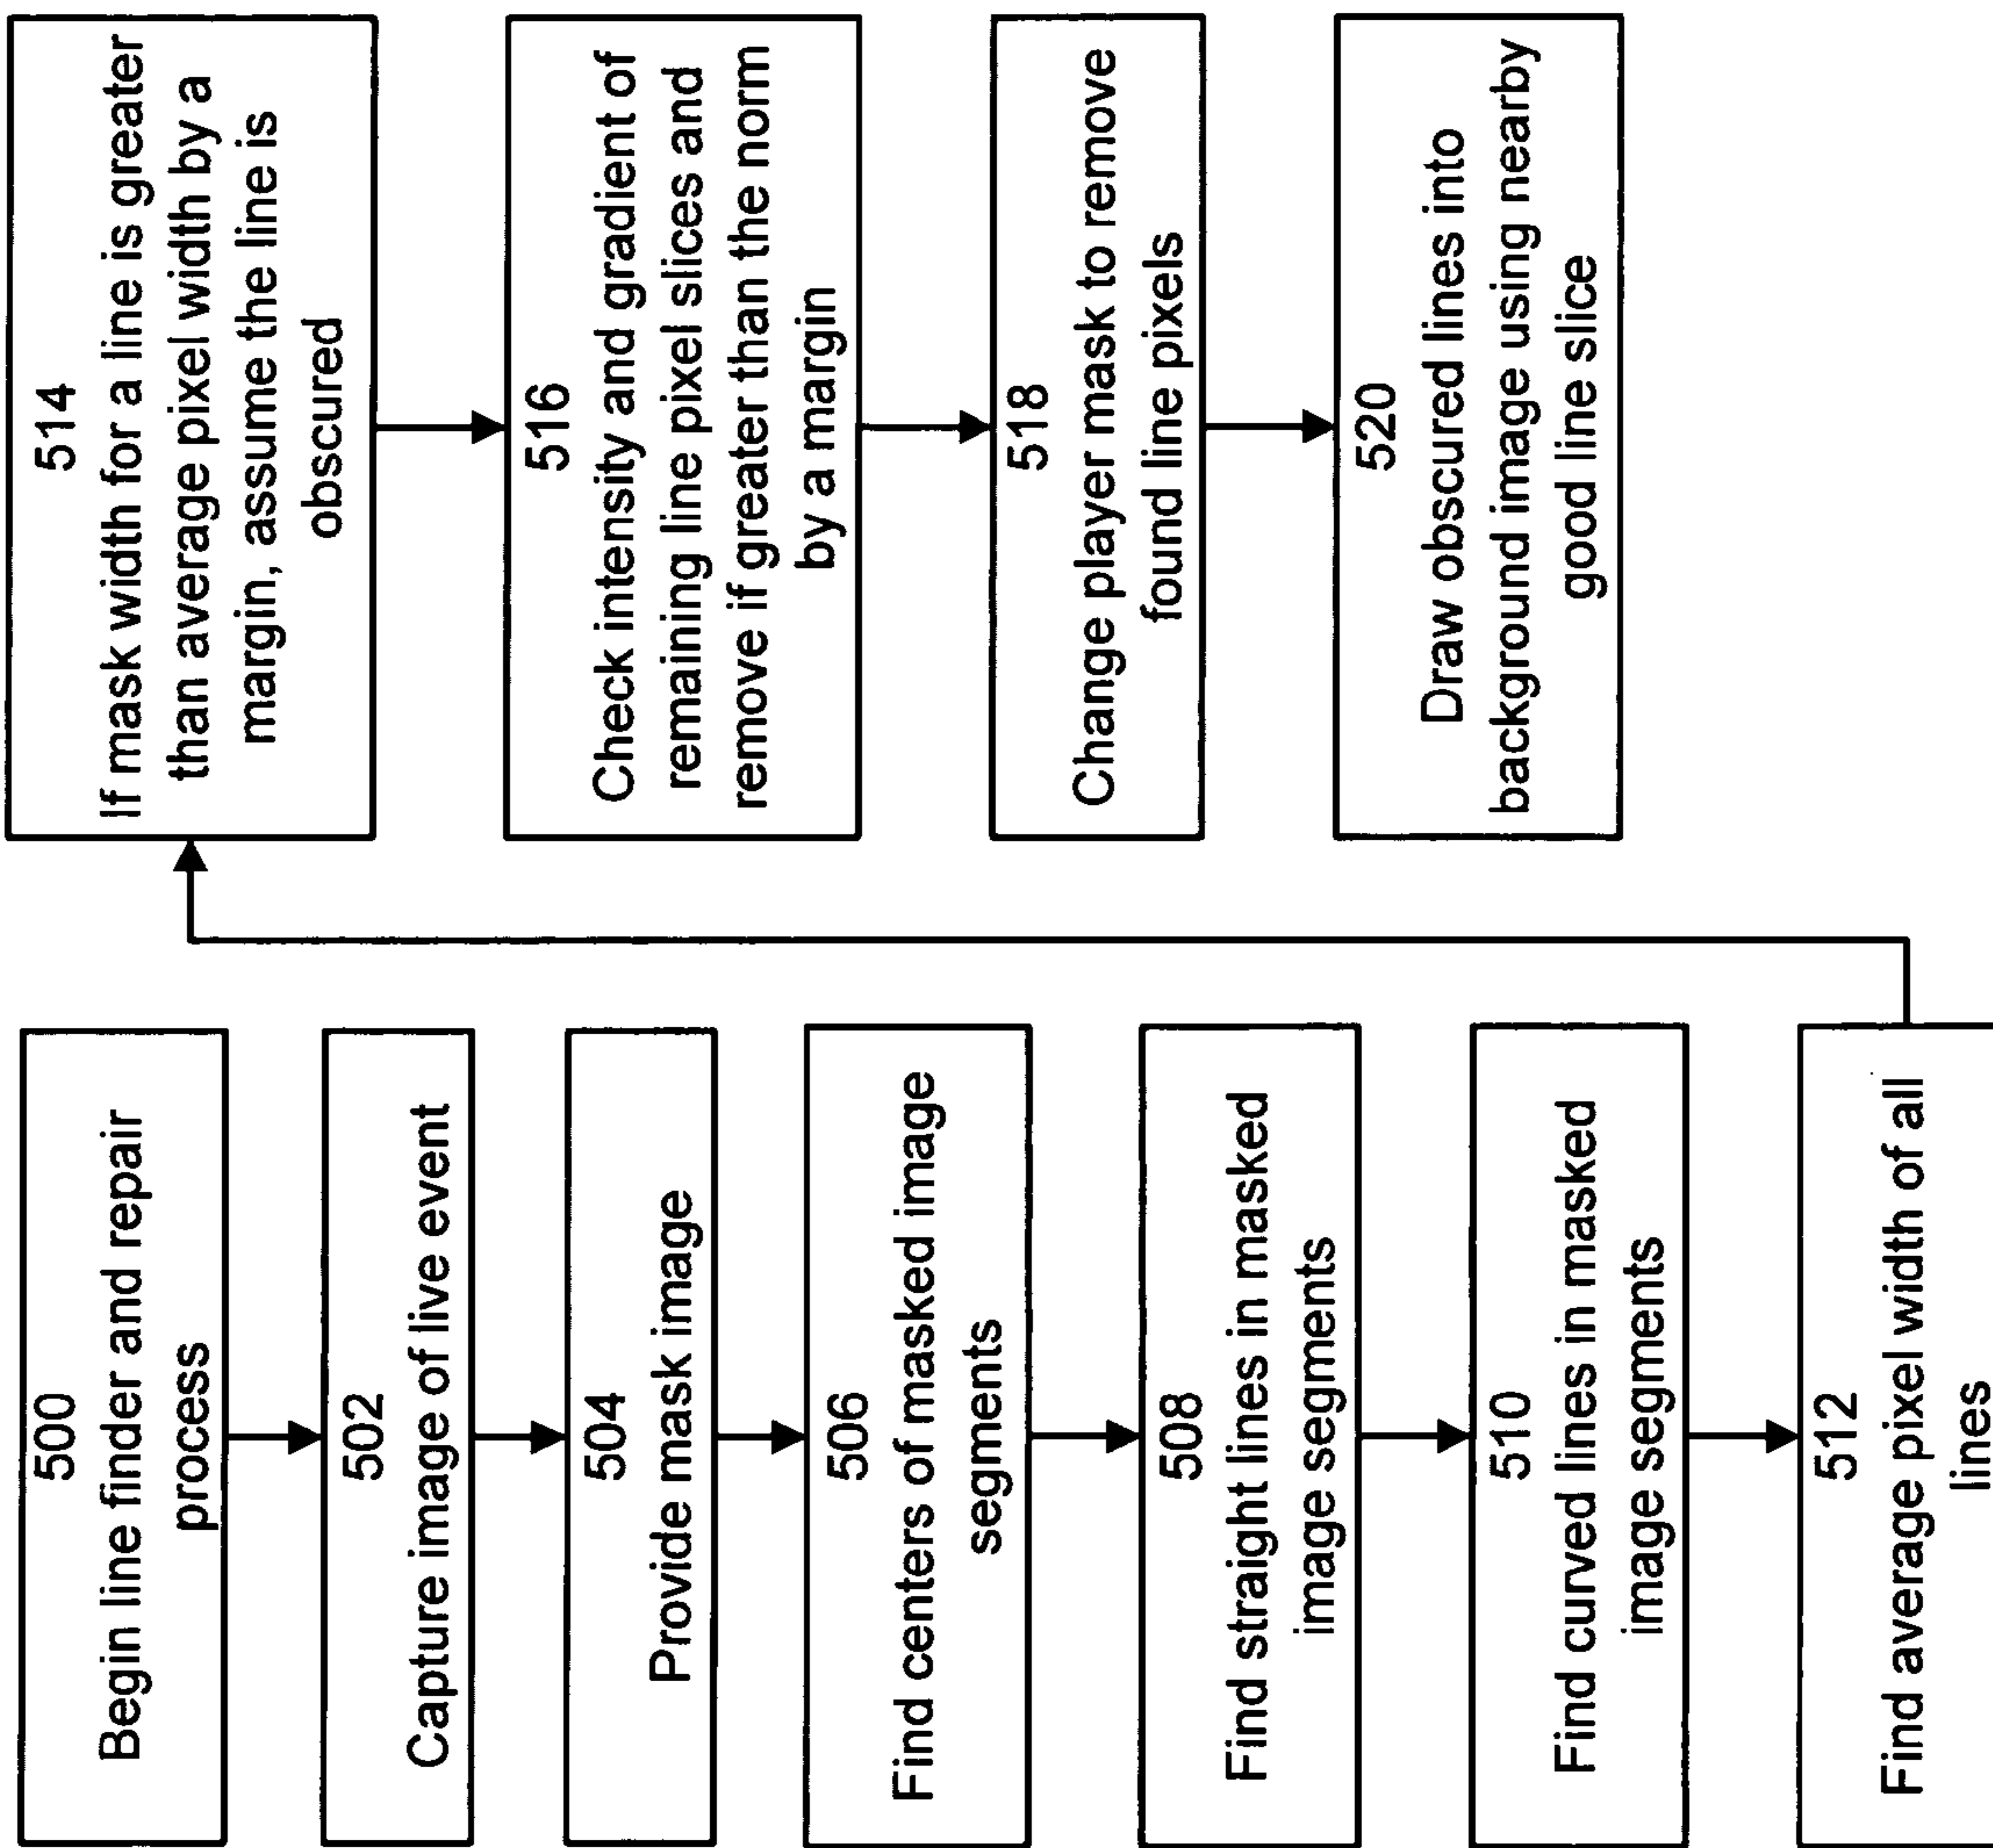 500
Begin line finder and repair
process
502
Capture image of live event
504
Provide mask image
506
Find centers of masked image
segments
508
Find straight lines in masked
image segments
510
Find curved lines in masked
image segments
512
Find average pixel width of all
lines
514
If mask width for a line is greater
than average pixel width by a
margin, assume the line is
obscured
516
Check intensity and gradient of
remaining line pixel slices and
remove if greater than the norm
by a margin
518
Change player mask to remove
found line pixels
520
Draw obscured lines into
background image using nearby
good line slice